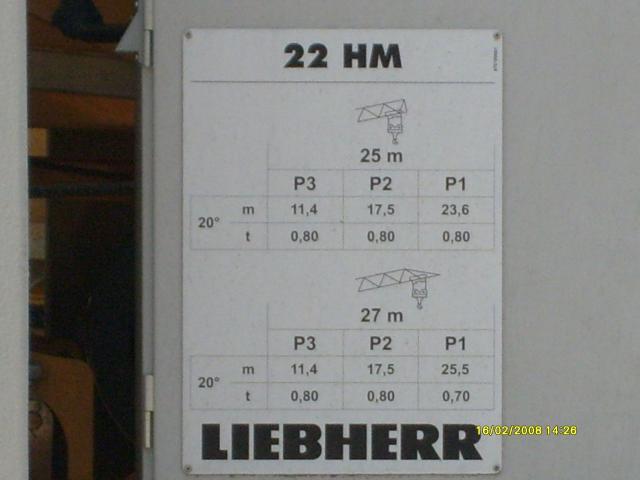 22 HM
25 m
P3 P2 P1
20° m 11,4 17,5 23,6
t 0,80 0,80 0,80
27 m
P3 P2 P1
20° m 11,4 17,5 25,5
t 0,80 0,80 0,70
LIEBHERR
16/02/2008 14:26